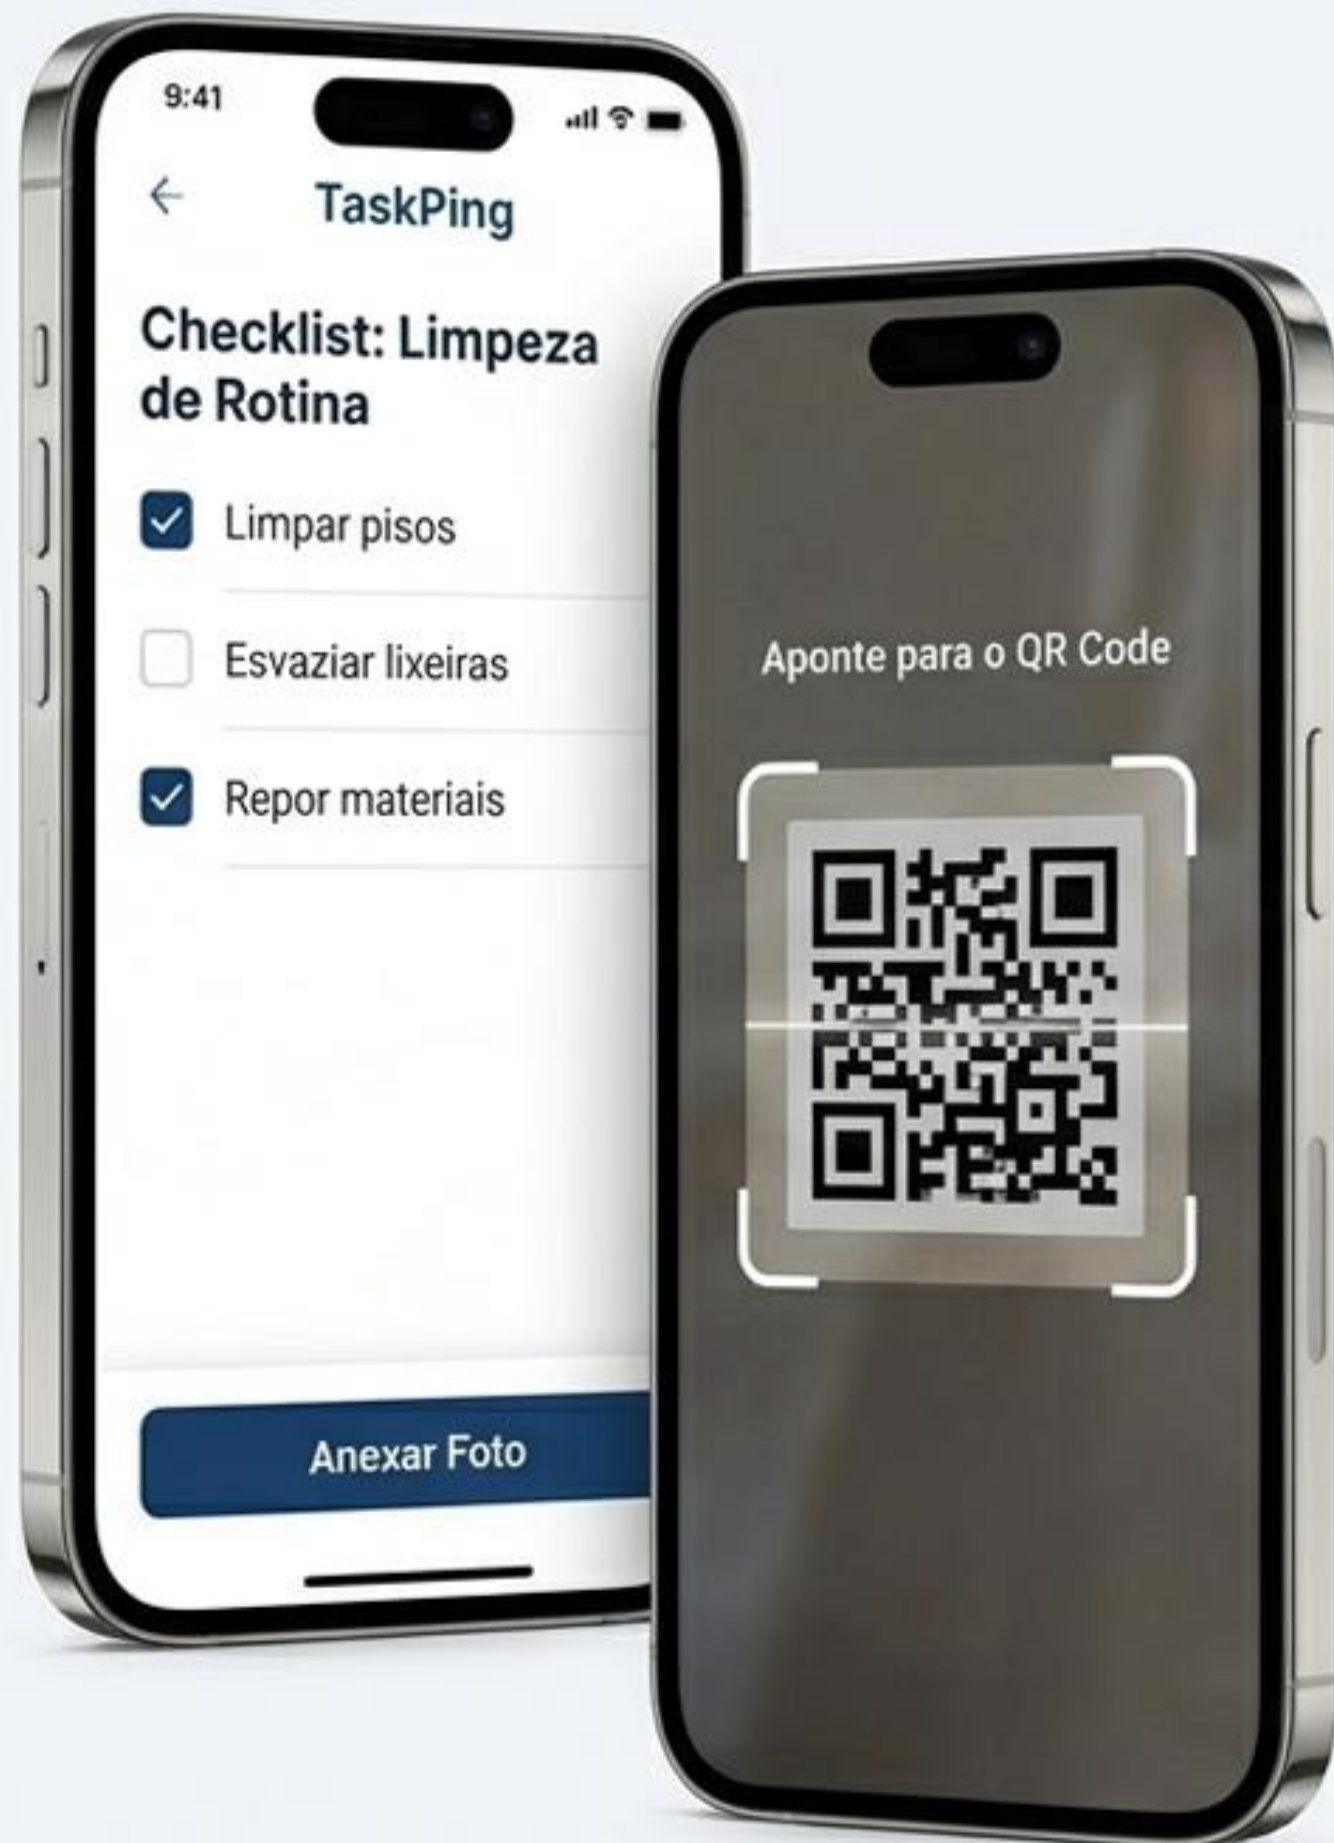 9:41
TaskPing
Checklist: Limpeza
de Rotina
Limpar pisos
Esvaziar lixeiras
Repor materiais
Anexar Foto
Aponte para o QR Code